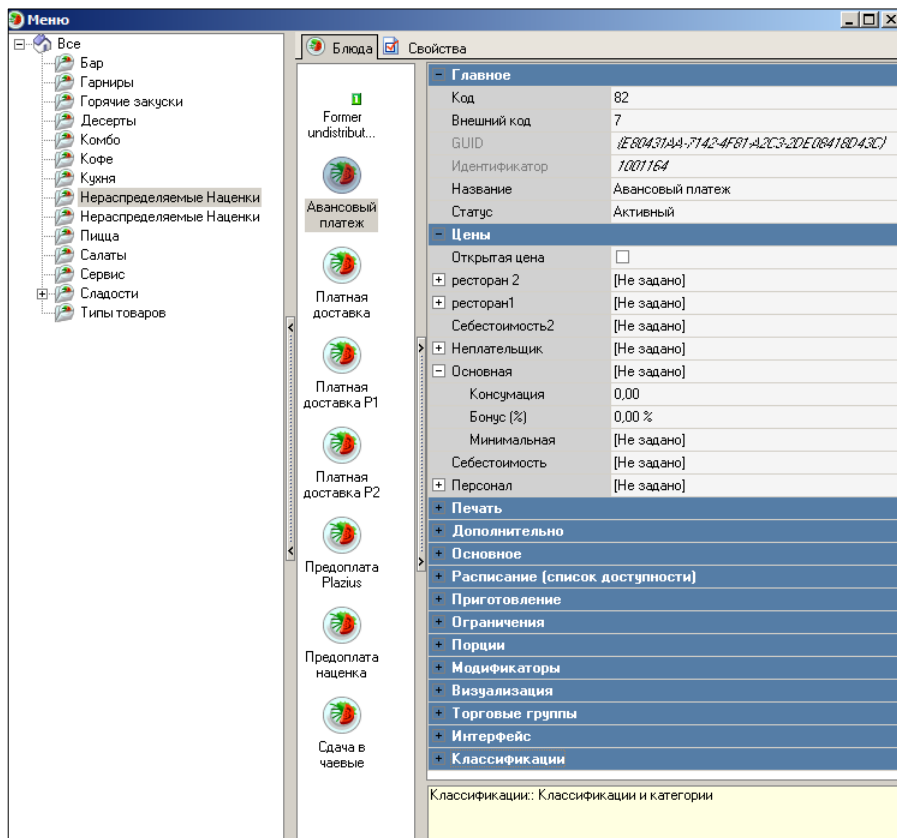 Меню
Все
Бар
Гарниры
Горячие закуски
Десерты
Комбо
Кофе
Кухня
Нераспределяемые Наценки
Нераспределяемые Наценки
Пицца
Салаты
Сервис
Сладости
Типы товаров
Блюда
Свойства
Former
undistribut...
Авансовый
платеж
Платная
доставка
Платная
доставка Р1
Платная
доставка Р2
Предоплата
Plazius
Предоплата
наценка
Сдача в
чаевые
Главное
Код 82
Внешний код 7
GUID {E80431AA-7142-4F81-A2C3-2DE08418D43C}
Идентификатор 1001164
Название Авансовый платеж
Статус Активный
Цены
Открытая цена
ресторан 2 [Не задано]
ресторан1 [Не задано]
Себестоимость2 [Не задано]
Неплательщик [Не задано]
Основная [Не задано]
Консумация 0,00
Бонус (%) 0,00 %
Минимальная [Не задано]
Себестоимость [Не задано]
Персонал [Не задано]
Печать
Дополнительно
Основное
Расписание (список доступности)
Приготовление
Ограничения
Порции
Модификаторы
Визуализация
Торговые группы
Интерфейс
Классификации
Классификации:: Классификации и категории